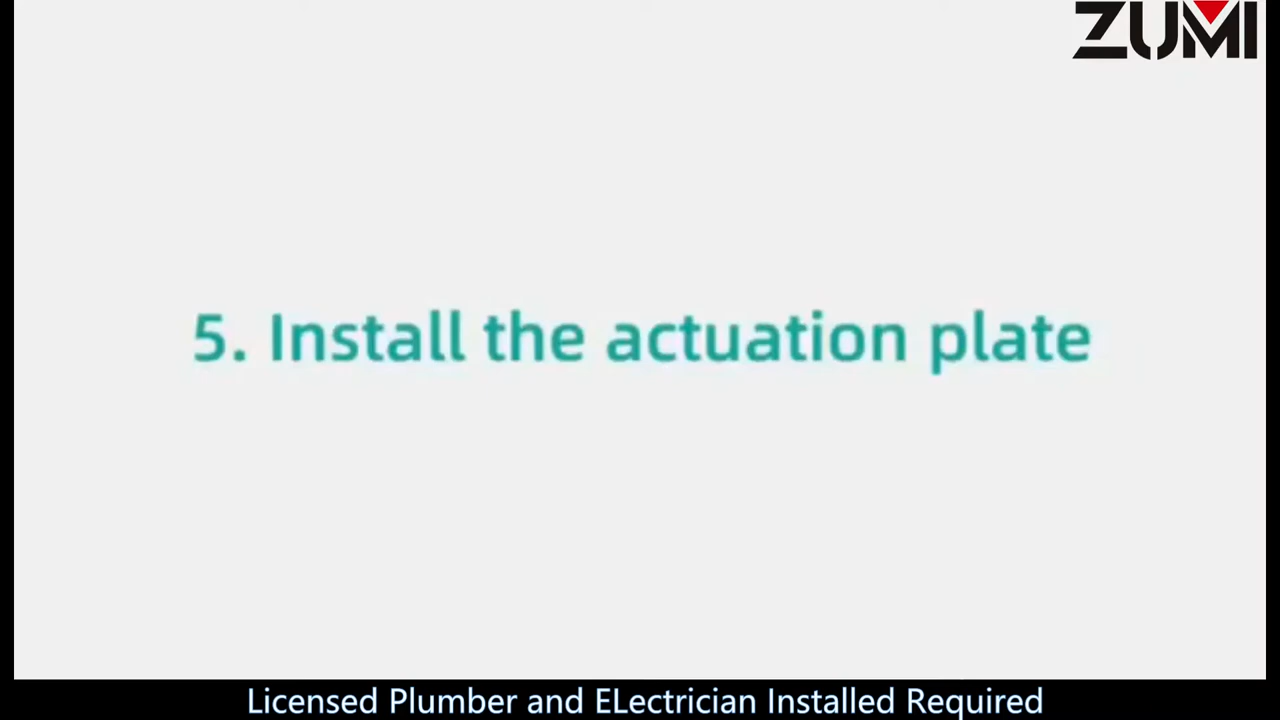 ZUMI
5. Install the actuation plate
Licensed Plumber and ELectrician Installed Required